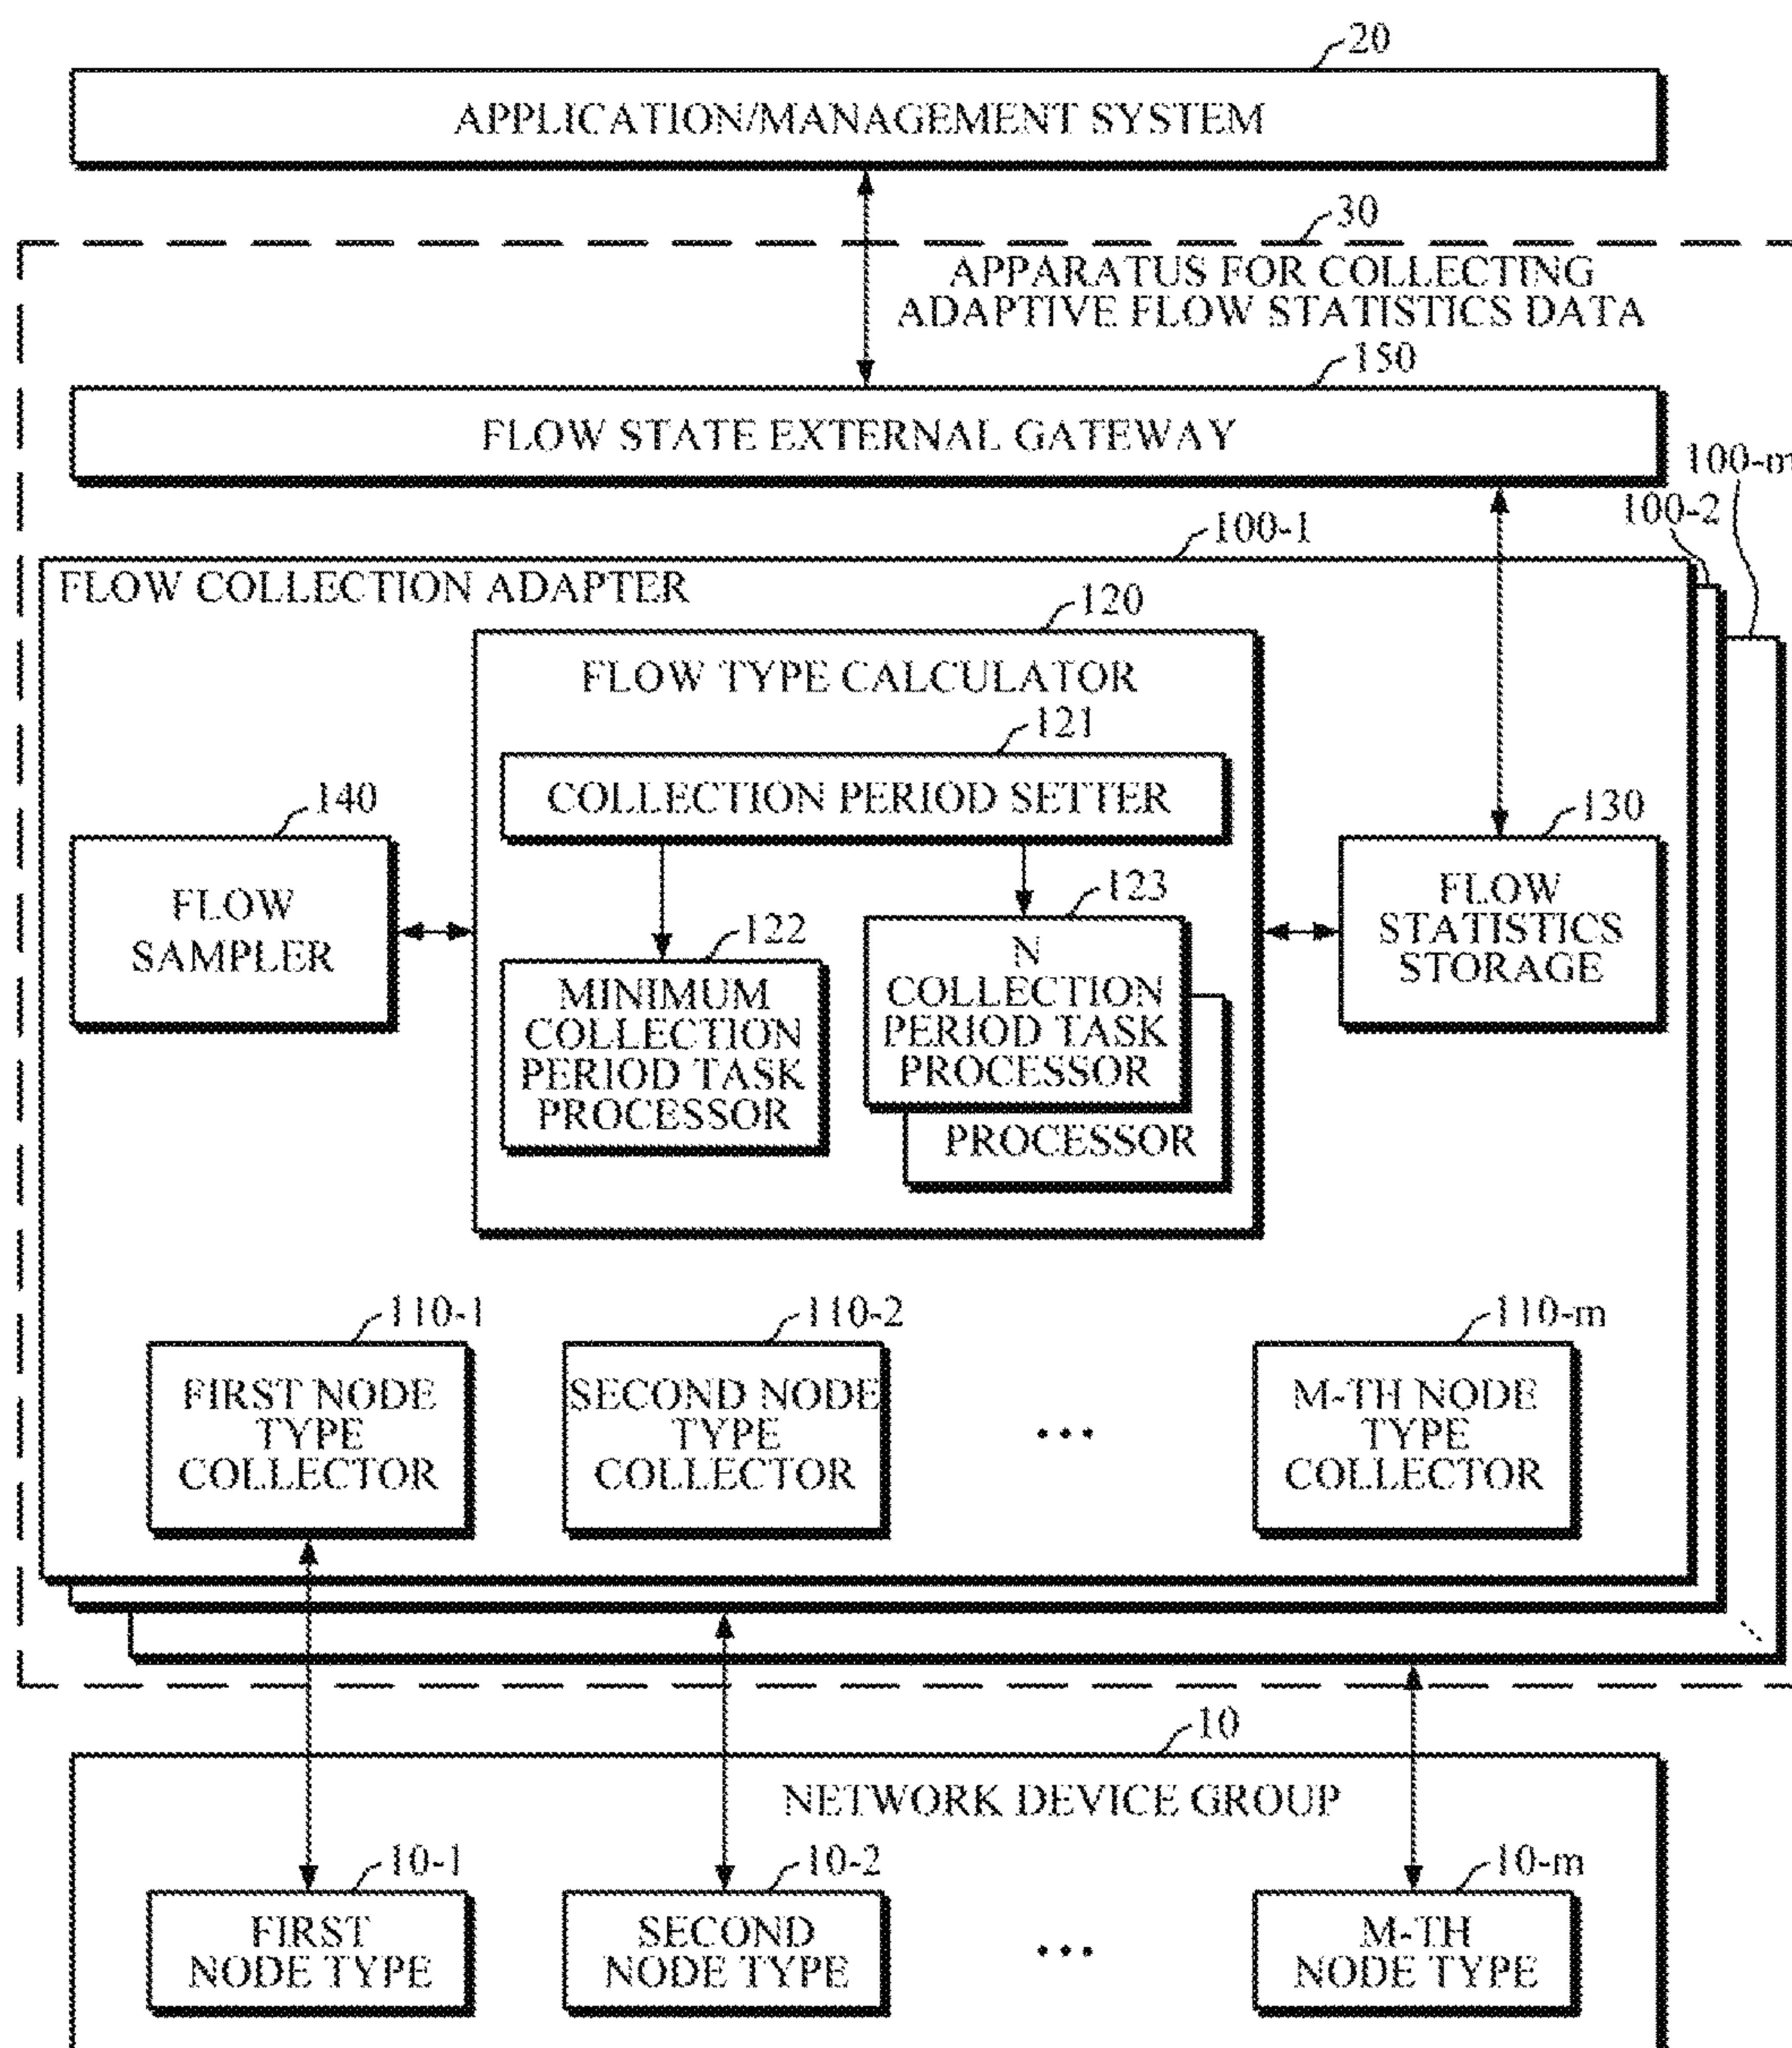 20
APPLICATION/MANAGEMENT SYSTEM
30
APPARATUS FOR COLLECTING
ADAPTIVE FLOW STATISTICS DATA
150
FLOW STATE EXTERNAL GATEWAY
100-m
100-2
100-1
FLOW COLLECTION ADAPTER
120
FLOW TYPE CALCULATOR
121
COLLECTION PERIOD SETTER
140
FLOW
SAMPLER
130
FLOW
STATISTICS
STORAGE
122
MINIMUM
COLLECTION
PERIOD TASK
PROCESSOR
123
N
COLLECTION
PERIOD TASK
PROCESSOR
PROCESSOR
110-1
FIRST NODE
TYPE
COLLECTOR
110-2
SECOND NODE
TYPE
COLLECTOR
...
110-m
M-TH NODE
TYPE
COLLECTOR
10
NETWORK DEVICE GROUP
10-1
FIRST
NODE TYPE
10-2
SECOND
NODE TYPE
...
10-m
M-TH
NODE TYPE